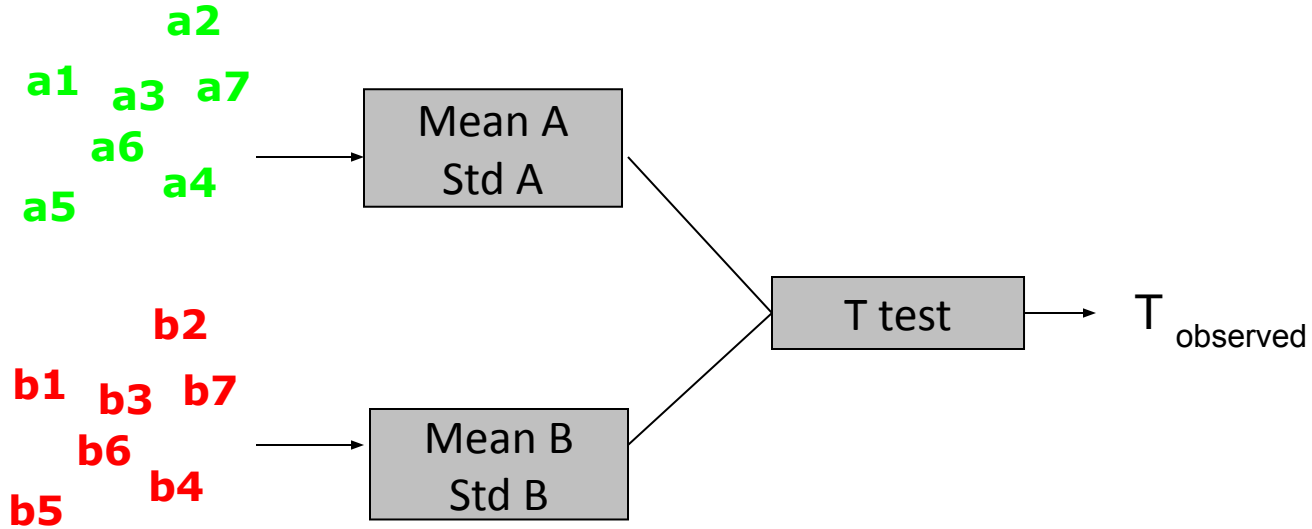 a2
a1 a3 a7
a6
a5 a4
Mean A
Std A
b2
b1 b3 b7
b6
b5 b4
Mean B
Std B
T test
T observed